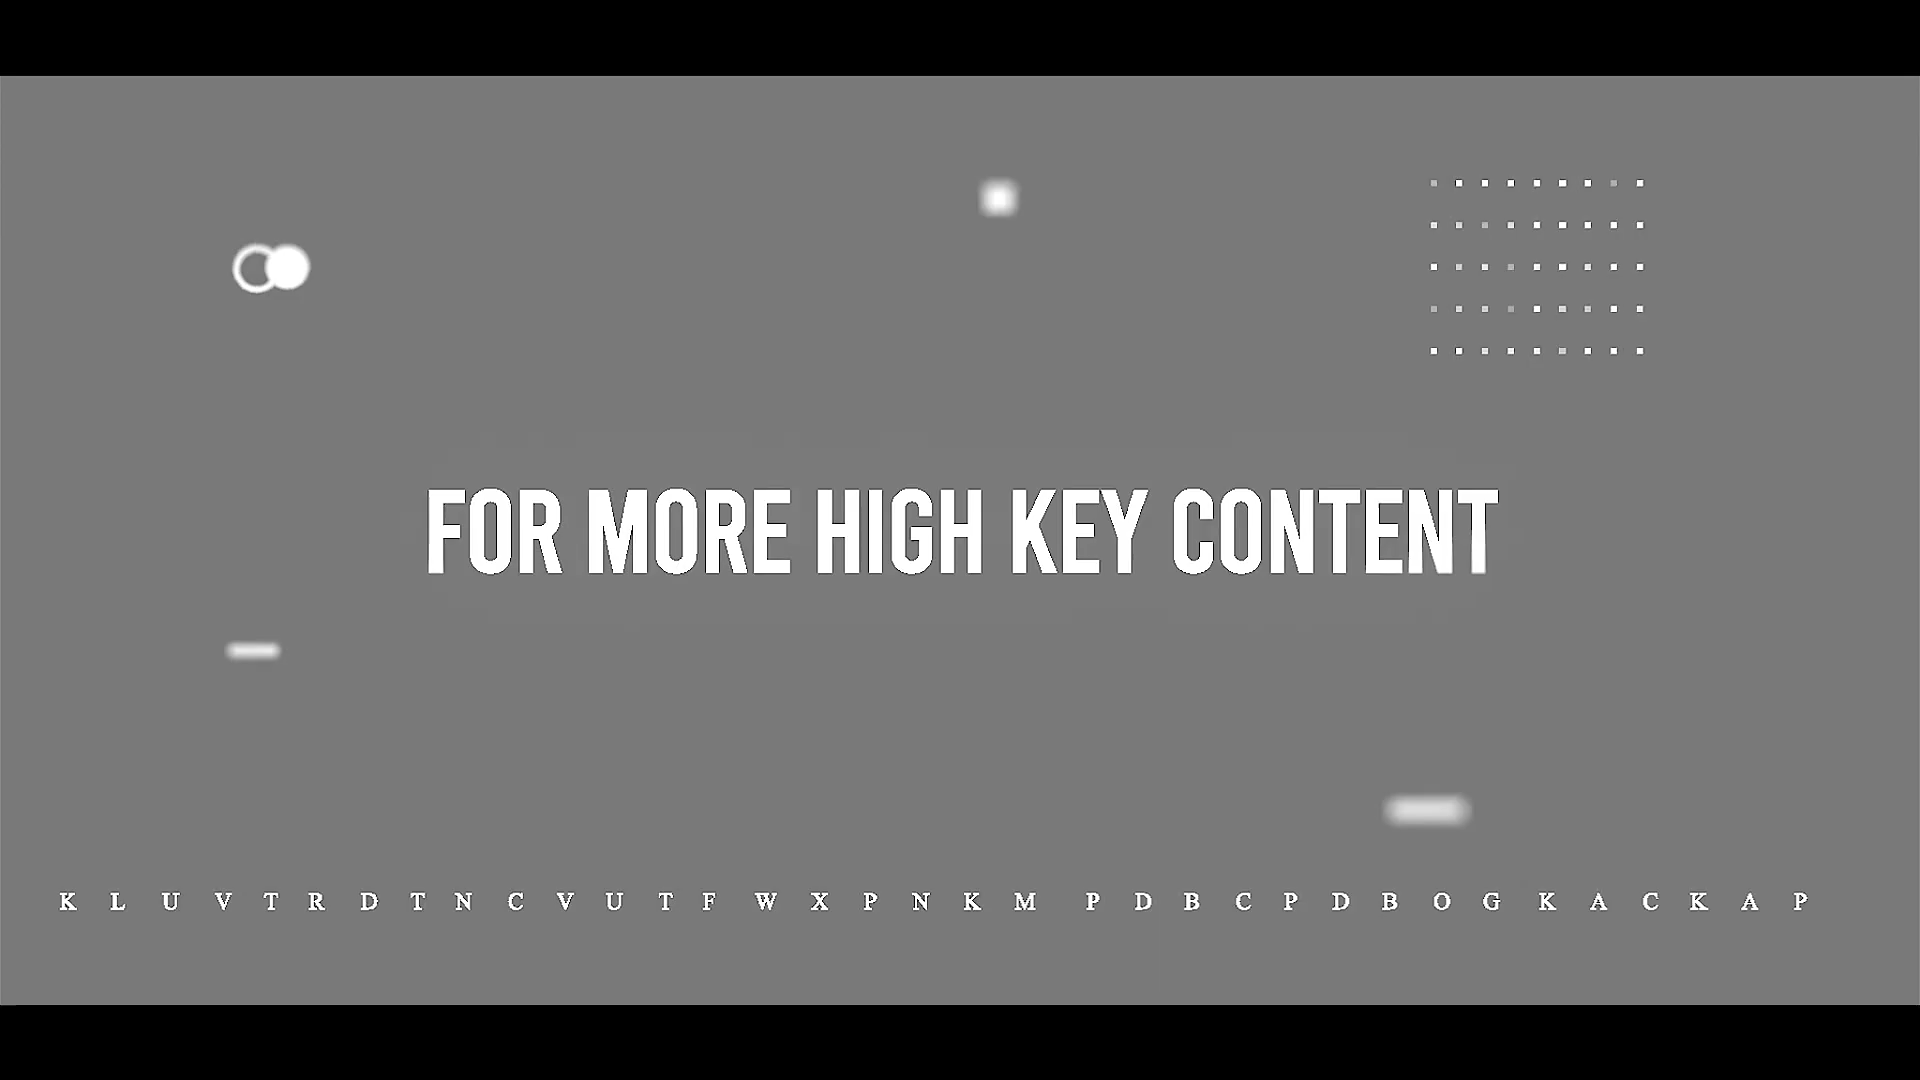 FOR MORE HIGH KEY CONTENT
K L U V T R D T N C V U T F W X P N K M P D B C P D B O G K A C K A P